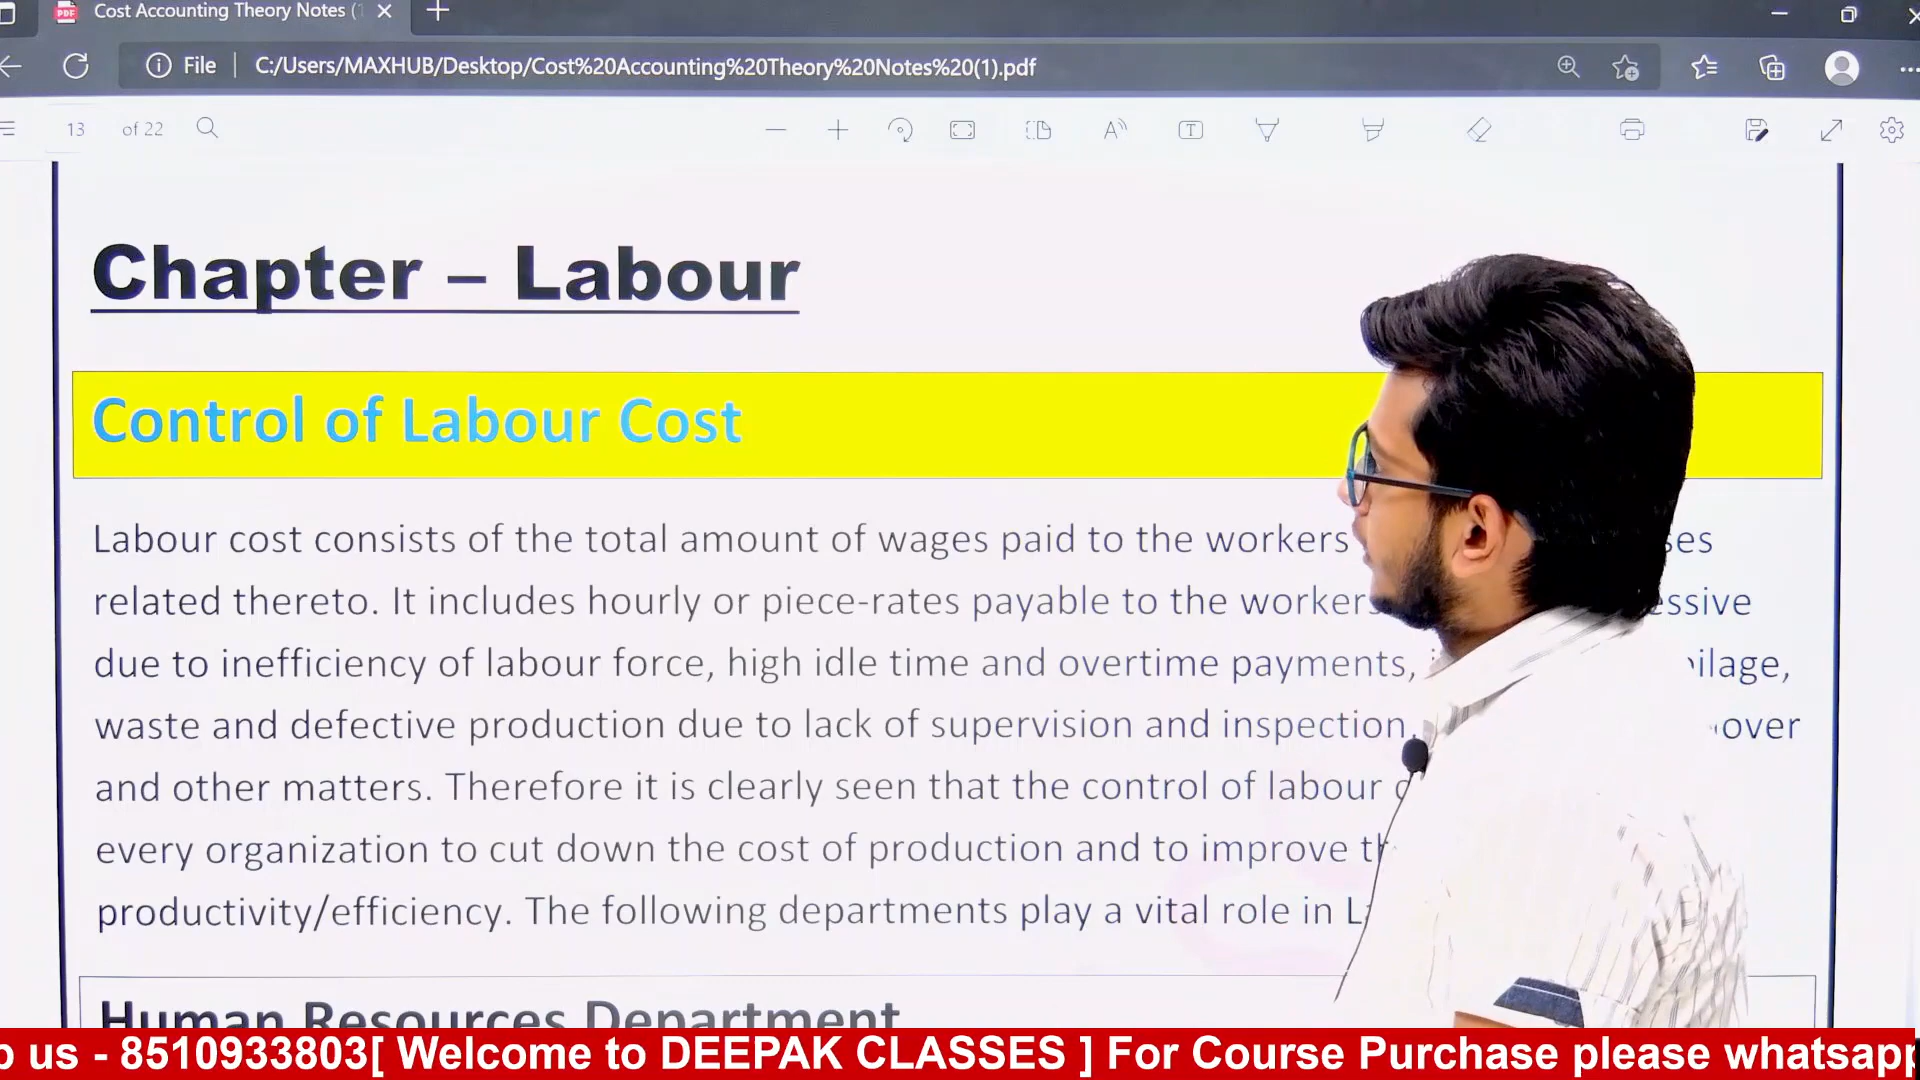 Cost Accounting Theory Notes (1
File
C:/Users/MAXHUB/Desktop/Cost%20Accounting%20Theory%20Notes%20(1).pdf
13 of 22
Chapter – Labour
Control of Labour Cost
Labour cost consists of the total amount of wages paid to the workers
related thereto. It includes hourly or piece-rates payable to the workers
due to inefficiency of labour force, high idle time and overtime payments,
waste and defective production due to lack of supervision and inspection,
and other matters. Therefore it is clearly seen that the control of labour
every organization to cut down the cost of production and to improve
productivity/efficiency. The following departments play a vital role in
Human Resources Department
us - 8510933803[ Welcome to DEEPAK CLASSES ] For Course Purchase please whatsapp